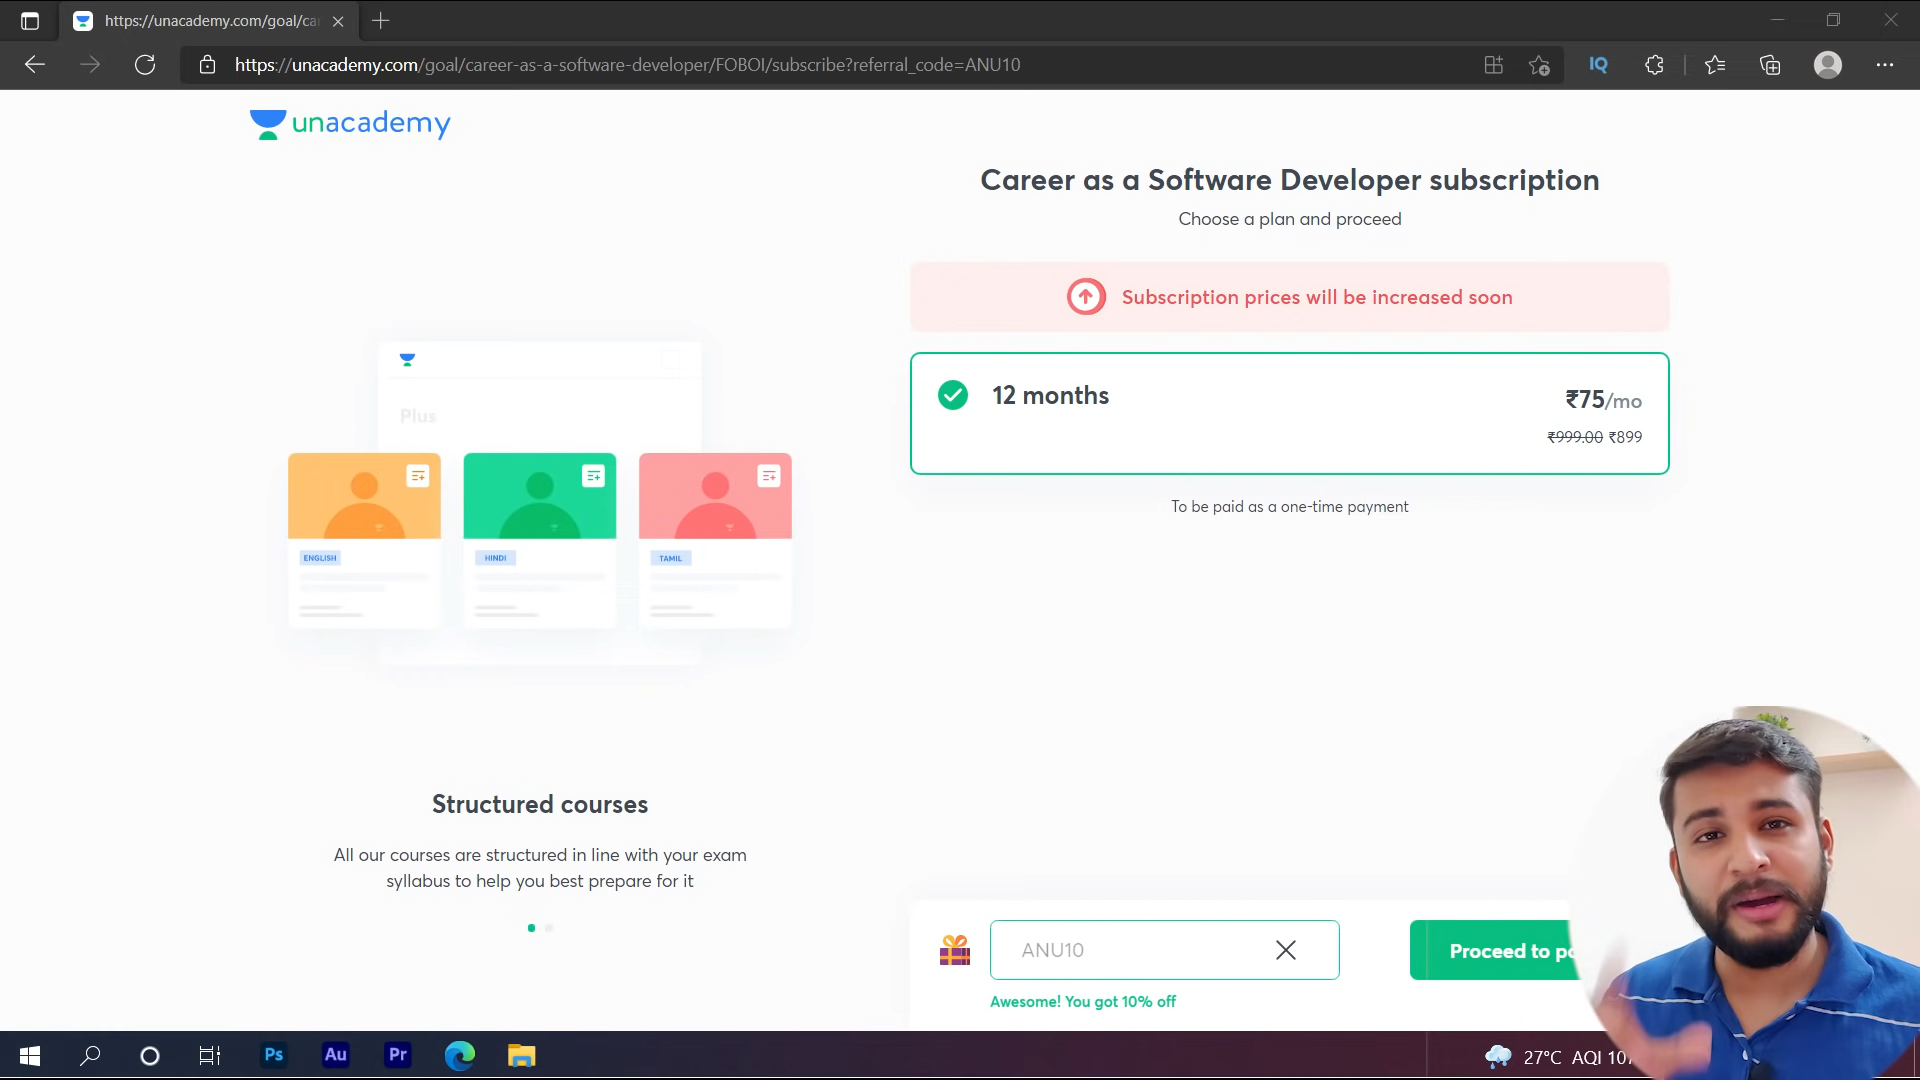 https://unacademy.com/goal/ca
https://unacademy.com/goal/career-as-a-software-developer/FOBOI/subscribe?referral_code=ANU10
IQ
unacademy
Career as a Software Developer subscription
Choose a plan and proceed
Subscription prices will be increased soon
12 months
₹75/mo
₹999.00 ₹899
To be paid as a one-time payment
Plus
ENGLISH
HINDI
TAMIL
Structured courses
All our courses are structured in line with your exam
syllabus to help you best prepare for it
ANU10
Proceed to
Awesome! You got 10% off
Ps
Au
Pr
27°C AQI 107